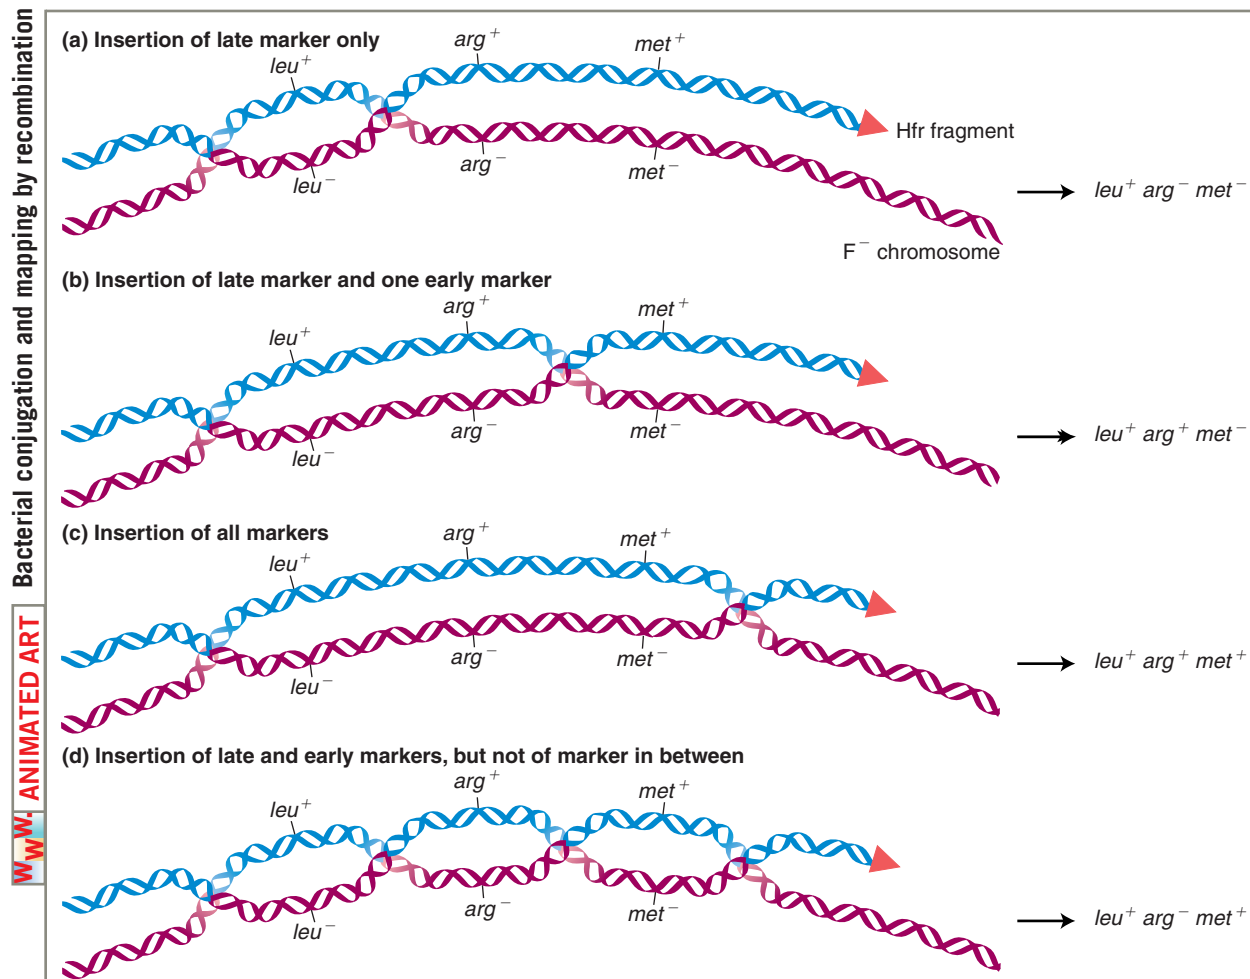 Bacterial conjugation and mapping by recombination
WWW. ANIMATED ART
(a) Insertion of late marker only
leu⁺
arg⁺
met⁺
Hfr fragment
leu⁻
arg⁻
met⁻
leu⁺ arg⁻ met⁻
F⁻ chromosome
(b) Insertion of late marker and one early marker
leu⁺
arg⁺
met⁺
leu⁻
arg⁻
met⁻
leu⁺ arg⁺ met⁻
(c) Insertion of all markers
leu⁺
arg⁺
met⁺
leu⁻
arg⁻
met⁻
leu⁺ arg⁺ met⁺
(d) Insertion of late and early markers, but not of marker in between
leu⁺
arg⁺
met⁺
leu⁻
arg⁻
met⁻
leu⁺ arg⁻ met⁺